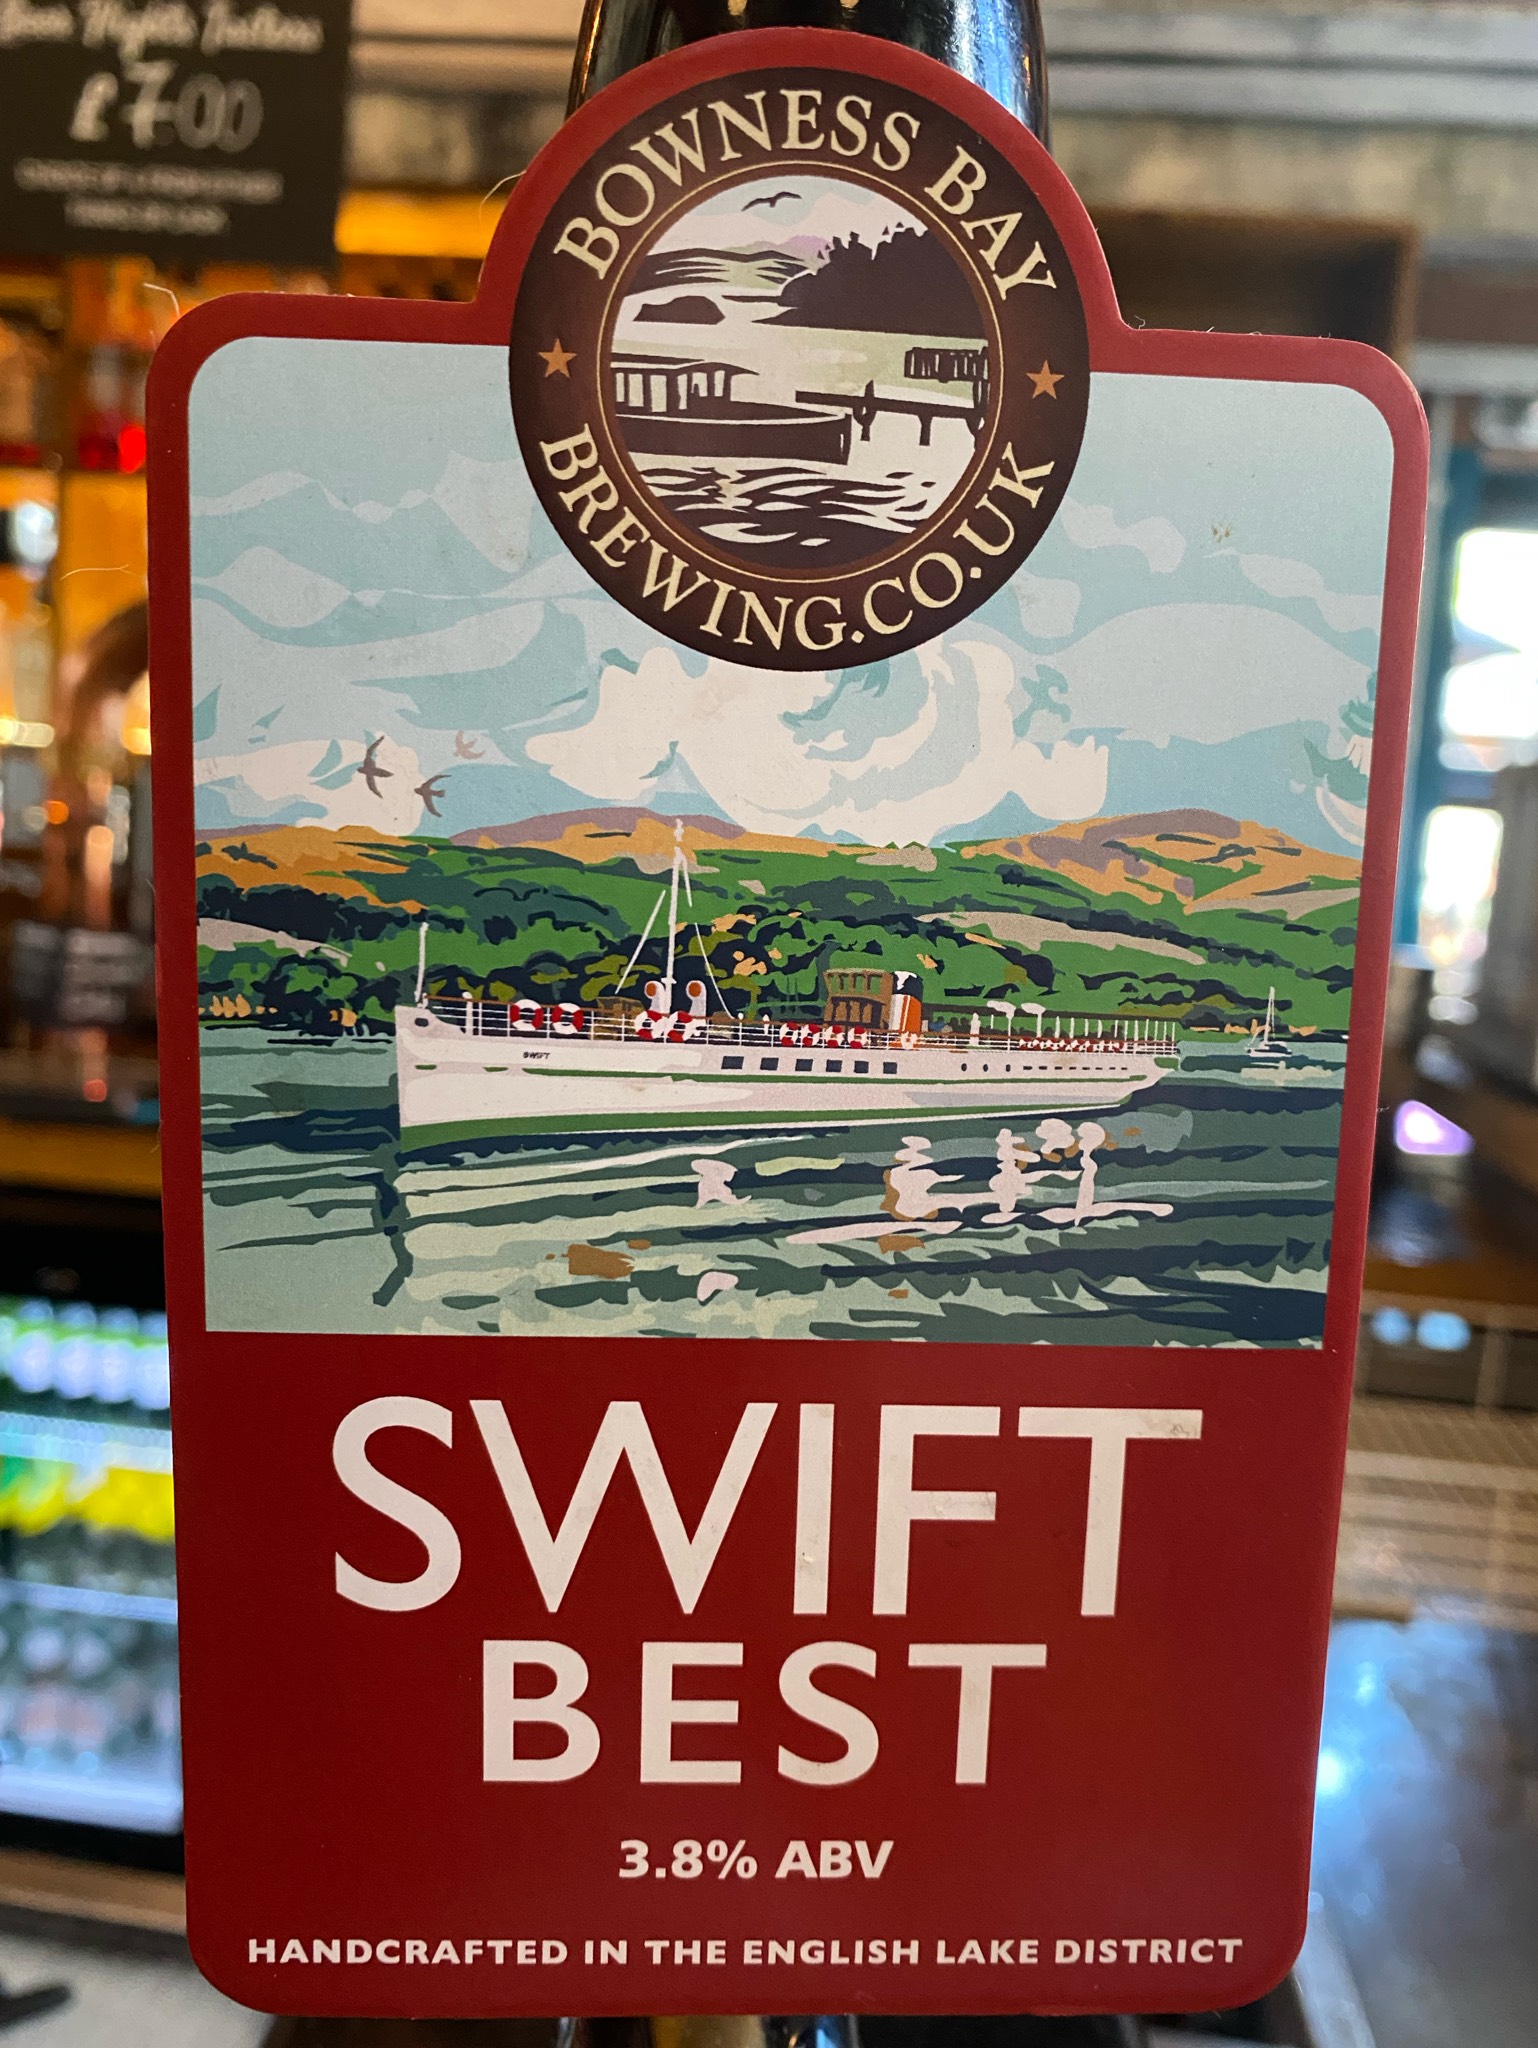 £7.00
BOWNESS BAY
BREWING.CO.UK
SWIFT
SWIFT
BEST
3.8% ABV
HANDCRAFTED IN THE ENGLISH LAKE DISTRICT